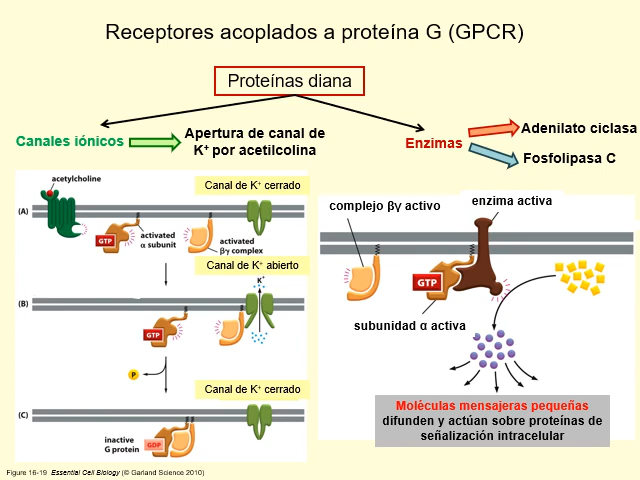 Receptores acoplados a proteína G (GPCR)
Proteínas diana
Canales iónicos
Apertura de canal de
K⁺ por acetilcolina
Enzimas
Adenilato ciclasa
Fosfolipasa C
acetylcholine
Canal de K⁺ cerrado
(A)
GTP
activated
α subunit
activated
βγ complex
Canal de K⁺ abierto
K⁺
(B)
GTP
P
Canal de K⁺ cerrado
(C)
inactive
G protein
GDP
complejo βγ activo
enzima activa
GTP
subunidad α activa
Moléculas mensajeras pequeñas
difunden y actúan sobre proteínas de
señalización intracelular
Figure 16-19 Essential Cell Biology (© Garland Science 2010)